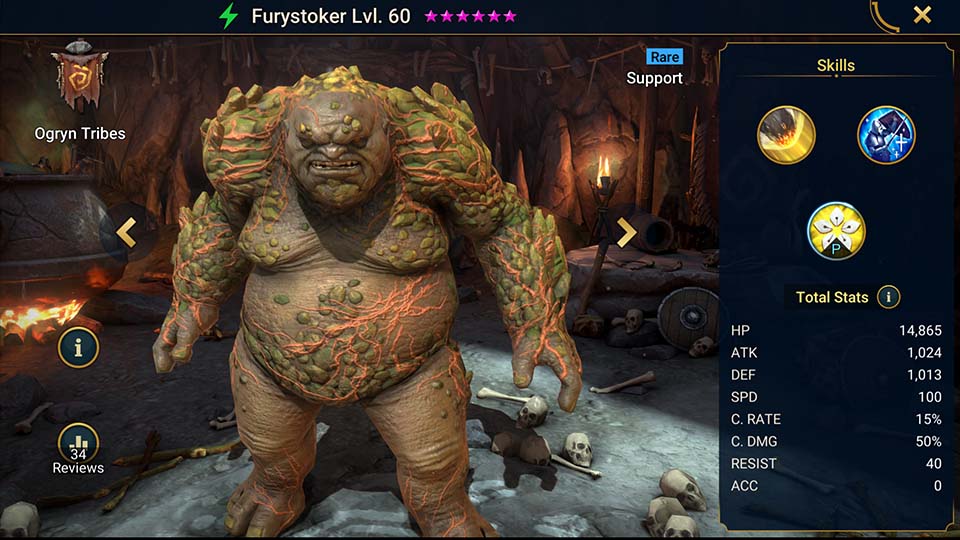 Furystoker Lvl. 60
Ogryn Tribes
Rare
Support
34
Reviews
Skills
P
Total Stats
HP 14,865
ATK 1,024
DEF 1,013
SPD 100
C. RATE 15%
C. DMG 50%
RESIST 40
ACC 0